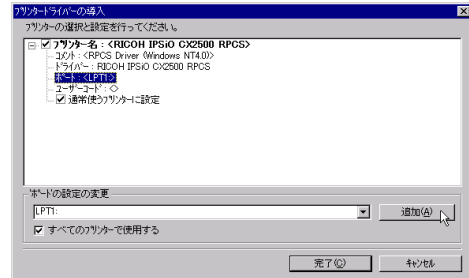 プリンタードライバーの導入
プリンターの選択と設定を行ってください。
プリンター名 : <RICOH IPSiO CX2500 RPCS>
コメント : <RPCS Driver (Windows NT4.0)>
ドライバー : RICOH IPSiO CX2500 RPCS
ポート : <LPT1:>
ユーザーコード : <>
通常使うプリンターに設定
ポートの設定の変更
LPT1:
追加(A)
すべてのプリンターで使用する
完了(C)
キャンセル